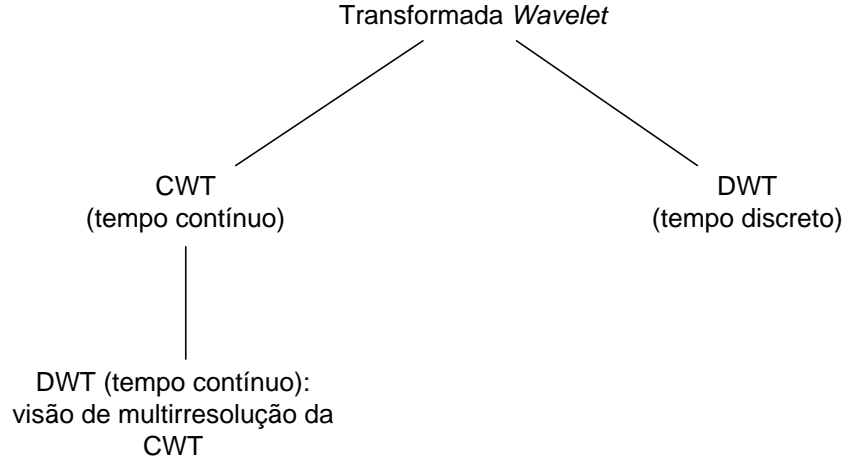 Transformada Wavelet
CWT
(tempo contínuo)
DWT
(tempo discreto)
DWT (tempo contínuo):
visão de multirresolução da
CWT